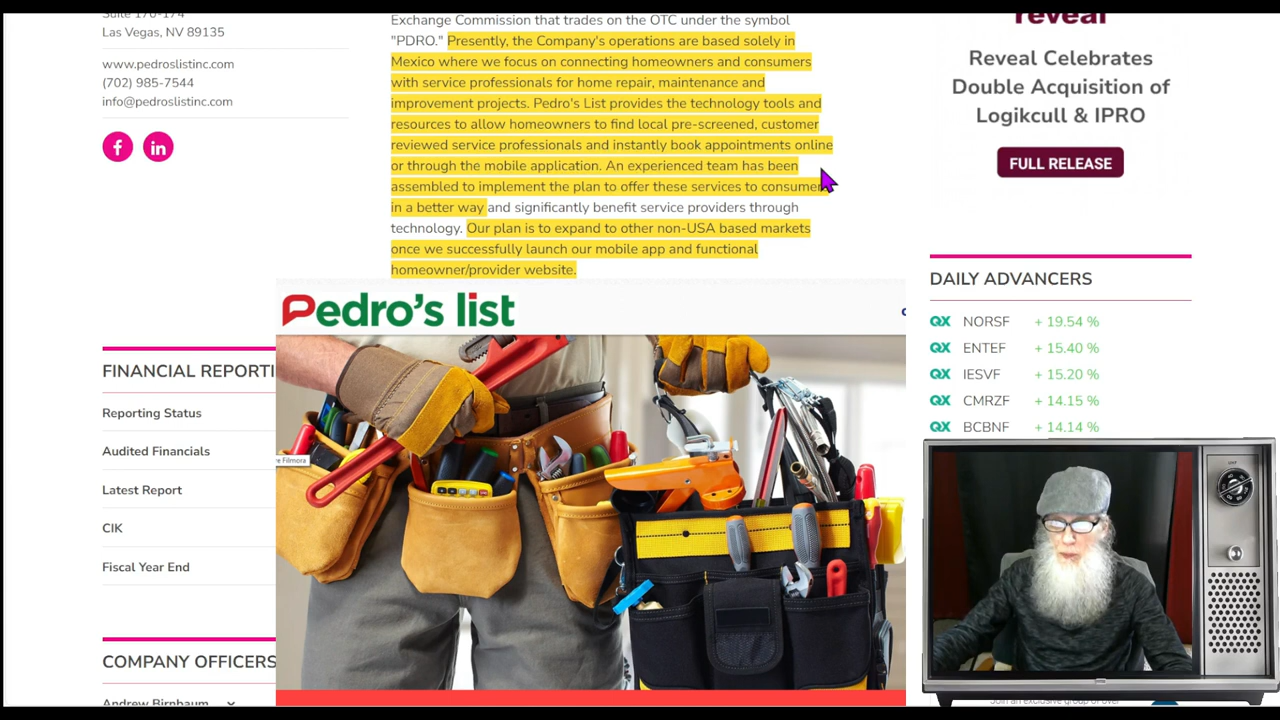 Suite 170-174
Las Vegas, NV 89135
www.pedroslistinc.com
(702) 985-7544
info@pedroslistinc.com
Exchange Commission that trades on the OTC under the symbol
"PDRO." Presently, the Company's operations are based solely in
Mexico where we focus on connecting homeowners and consumers
with service professionals for home repair, maintenance and
improvement projects. Pedro's List provides the technology tools and
resources to allow homeowners to find local pre-screened, customer
reviewed service professionals and instantly book appointments online
or through the mobile application. An experienced team has been
assembled to implement the plan to offer these services to consumers
in a better way and significantly benefit service providers through
technology. Our plan is to expand to other non-USA based markets
once we successfully launch our mobile app and functional
homeowner/provider website.
reveal
Reveal Celebrates
Double Acquisition of
Logikcull & IPRO
FULL RELEASE
DAILY ADVANCERS
QX NORSF + 19.54 %
QX ENTEF + 15.40 %
QX IESVF + 15.20 %
QX CMRZF + 14.15 %
QX BCBNF + 14.14 %
Pedro's list
FINANCIAL REPORTI
Reporting Status
Audited Financials
Latest Report
CIK
Fiscal Year End
COMPANY OFFICERS
Andrew Birnbaum
e Filmora
Join an exclusive group of over